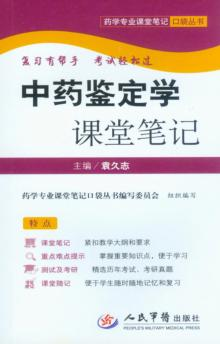 药学专业课堂笔记 口袋丛书
复习有帮手 考试轻松过
中药鉴定学
课堂笔记
主编/袁久志
药学专业课堂笔记口袋丛书编写委员会 组织编写
特点
课堂笔记 紧扣教学大纲和要求
重点难点提示 掌握重要知识点,便于学习
测试及考研 精选历年考试、考研真题
课堂随记 便于学生随时随地记忆和复习
人民军医出版社
PEOPLE'S MILITARY MEDICAL PRESS